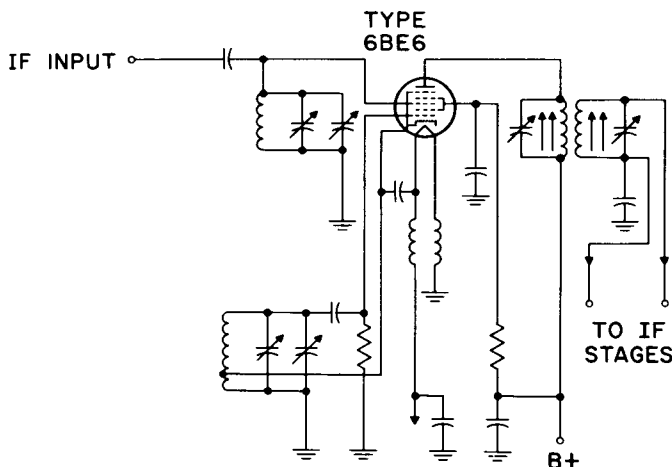 TYPE
6BE6
IF INPUT
TO IF
STAGES
B+